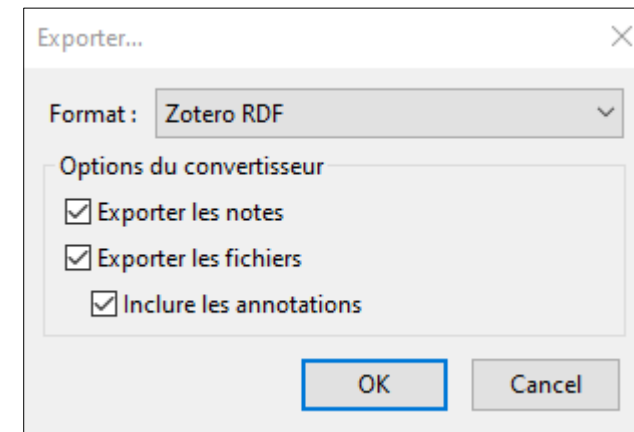 Exporter...
Format : Zotero RDF
Options du convertisseur
Exporter les notes
Exporter les fichiers
Inclure les annotations
OK Cancel